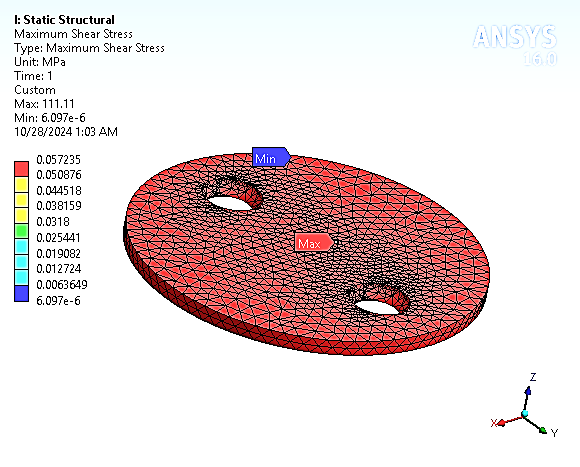 I: Static Structural
Maximum Shear Stress
Type: Maximum Shear Stress
Unit: MPa
Time: 1
Custom
Max: 111.11
Min: 6.097e-6
10/28/2024 1:03 AM
ANSYS
16.0
0.057235
0.050876
0.044518
0.038159
0.0318
0.025441
0.019082
0.012724
0.0063649
6.097e-6
Min
Max
Z
X
Y